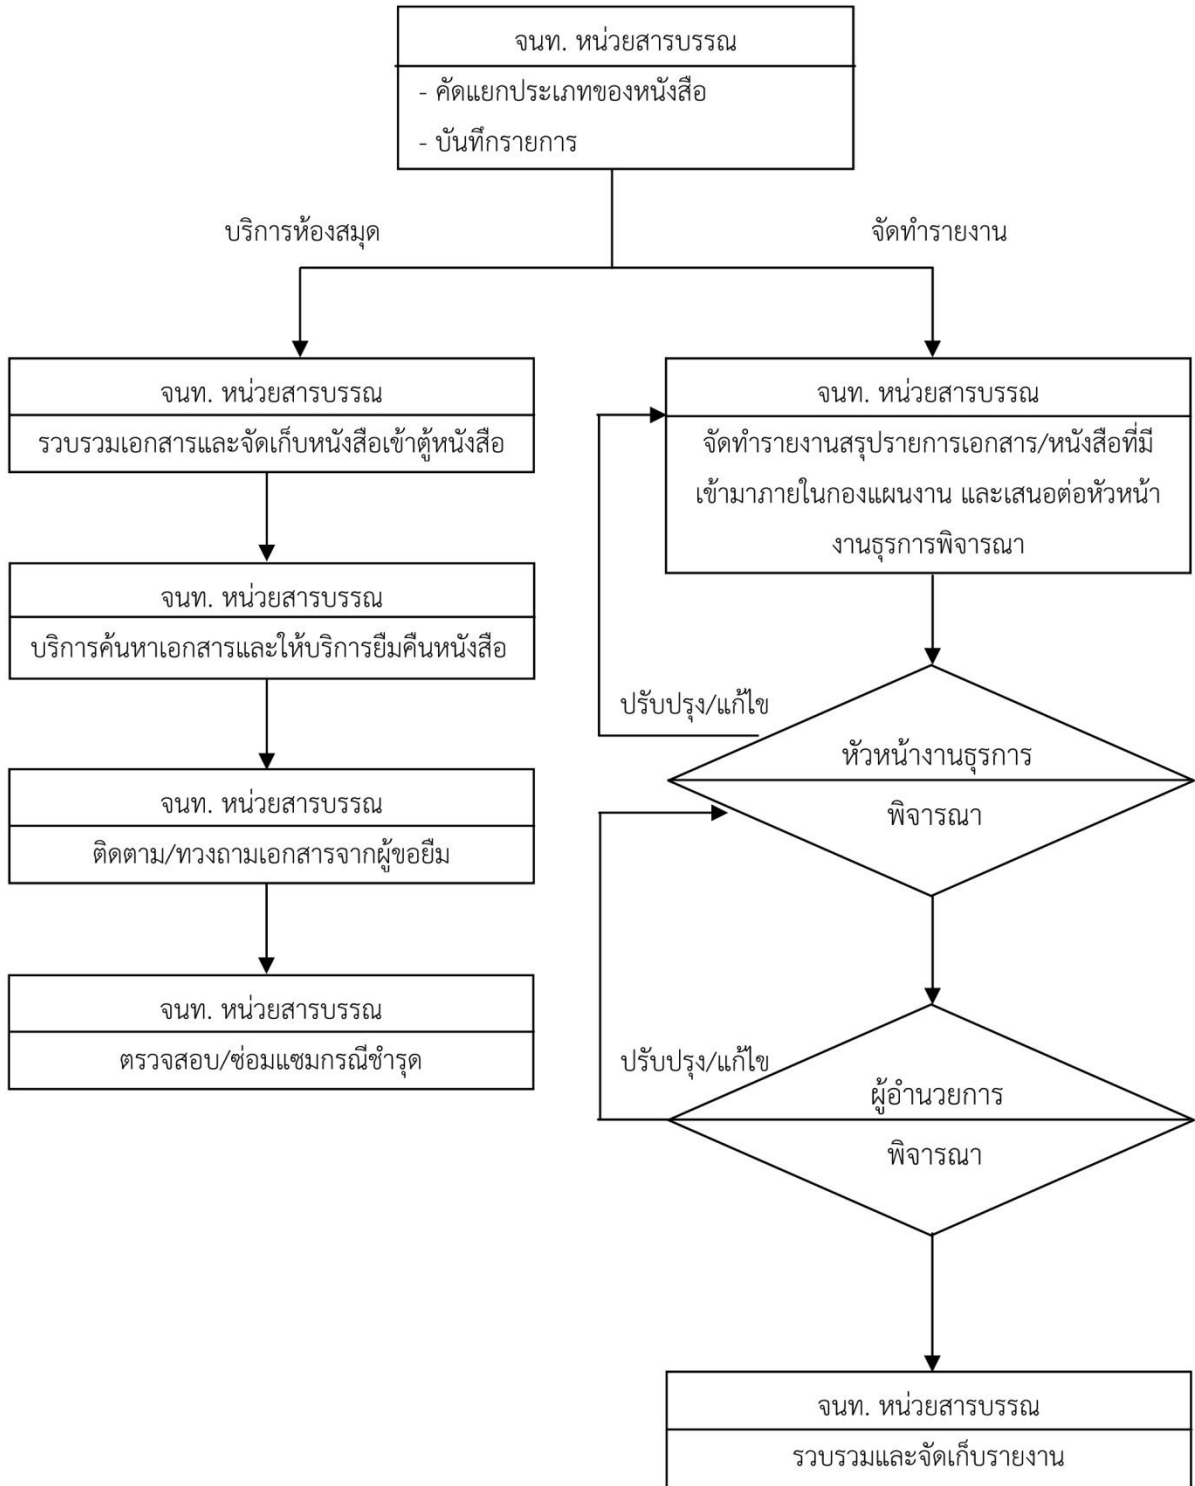 จนท. หน่วยสารบรรณ
- คัดแยกประเภทของหนังสือ
- บันทึกรายการ
บริการห้องสมุด
จัดทำรายงาน
จนท. หน่วยสารบรรณ
รวบรวมเอกสารและจัดเก็บหนังสือเข้าตู้หนังสือ
จนท. หน่วยสารบรรณ
บริการค้นหาเอกสารและให้บริการยืมคืนหนังสือ
จนท. หน่วยสารบรรณ
ติดตาม/ทวงถามเอกสารจากผู้ขอยืม
จนท. หน่วยสารบรรณ
ตรวจสอบ/ซ่อมแซมกรณีชำรุด
จนท. หน่วยสารบรรณ
จัดทำรายงานสรุปรายการเอกสาร/หนังสือที่มี
เข้ามาภายในกองแผนงาน และเสนอต่อหัวหน้า
งานธุรการพิจารณา
ปรับปรุง/แก้ไข
หัวหน้างานธุรการ
พิจารณา
ปรับปรุง/แก้ไข
ผู้อำนวยการ
พิจารณา
จนท. หน่วยสารบรรณ
รวบรวมและจัดเก็บรายงาน